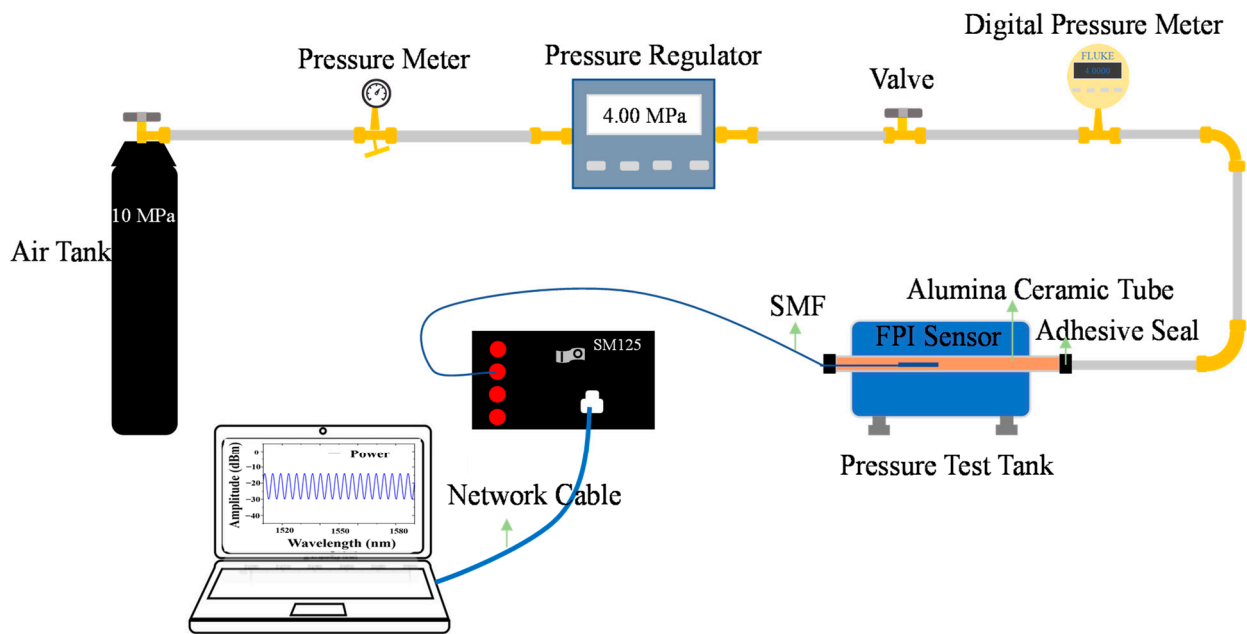 Digital Pressure Meter
Pressure Meter
Pressure Regulator
Valve
FLUKE
4.0000
4.00 MPa
10 MPa
Air Tank
SMF
Alumina Ceramic Tube
FPI Sensor
Adhesive Seal
SM125
Pressure Test Tank
Network Cable
Power
Amplitude (dBm)
0
-10
-20
-30
-40
1520
1550
1580
Wavelength (nm)